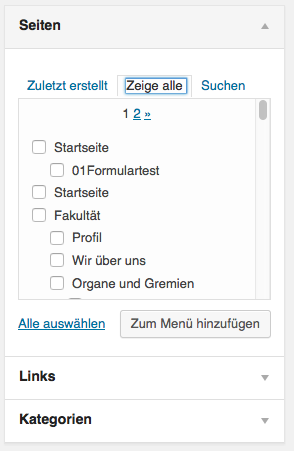 Seiten
Zuletzt erstellt Zeige alle Suchen
1 2 »
Startseite
01Formulartest
Startseite
Fakultät
Profil
Wir über uns
Organe und Gremien
Alle auswählen Zum Menü hinzufügen
Links
Kategorien